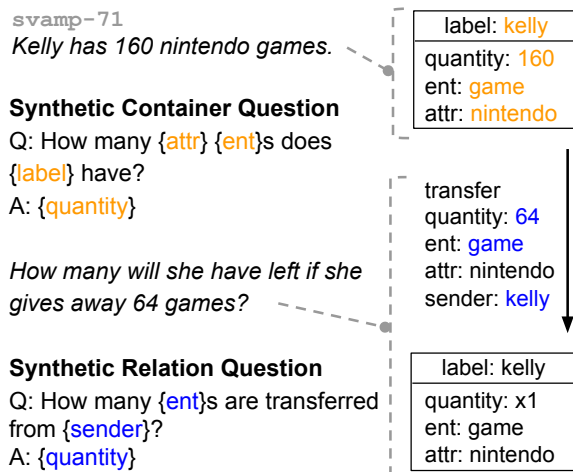 svamp-71
Kelly has 160 nintendo games.
Synthetic Container Question
Q: How many {attr} {ent}s does
{label} have?
A: {quantity}
How many will she have left if she
gives away 64 games?
Synthetic Relation Question
Q: How many {ent}s are transferred
from {sender}?
A: {quantity}
label: kelly
quantity: 160
ent: game
attr: nintendo
transfer
quantity: 64
ent: game
attr: nintendo
sender: kelly
label: kelly
quantity: x1
ent: game
attr: nintendo